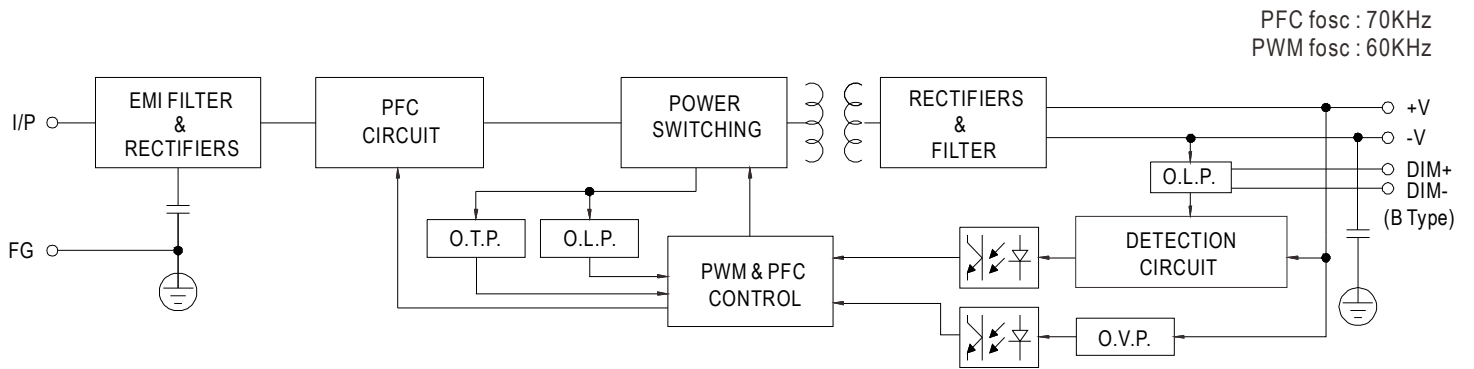 PFC fosc : 70KHz
PWM fosc : 60KHz
I/P
EMI FILTER
&
RECTIFIERS
PFC
CIRCUIT
POWER
SWITCHING
RECTIFIERS
&
FILTER
+V
-V
DIM+
DIM-
(B Type)
O.L.P.
FG
O.T.P.
O.L.P.
PWM & PFC
CONTROL
DETECTION
CIRCUIT
O.V.P.